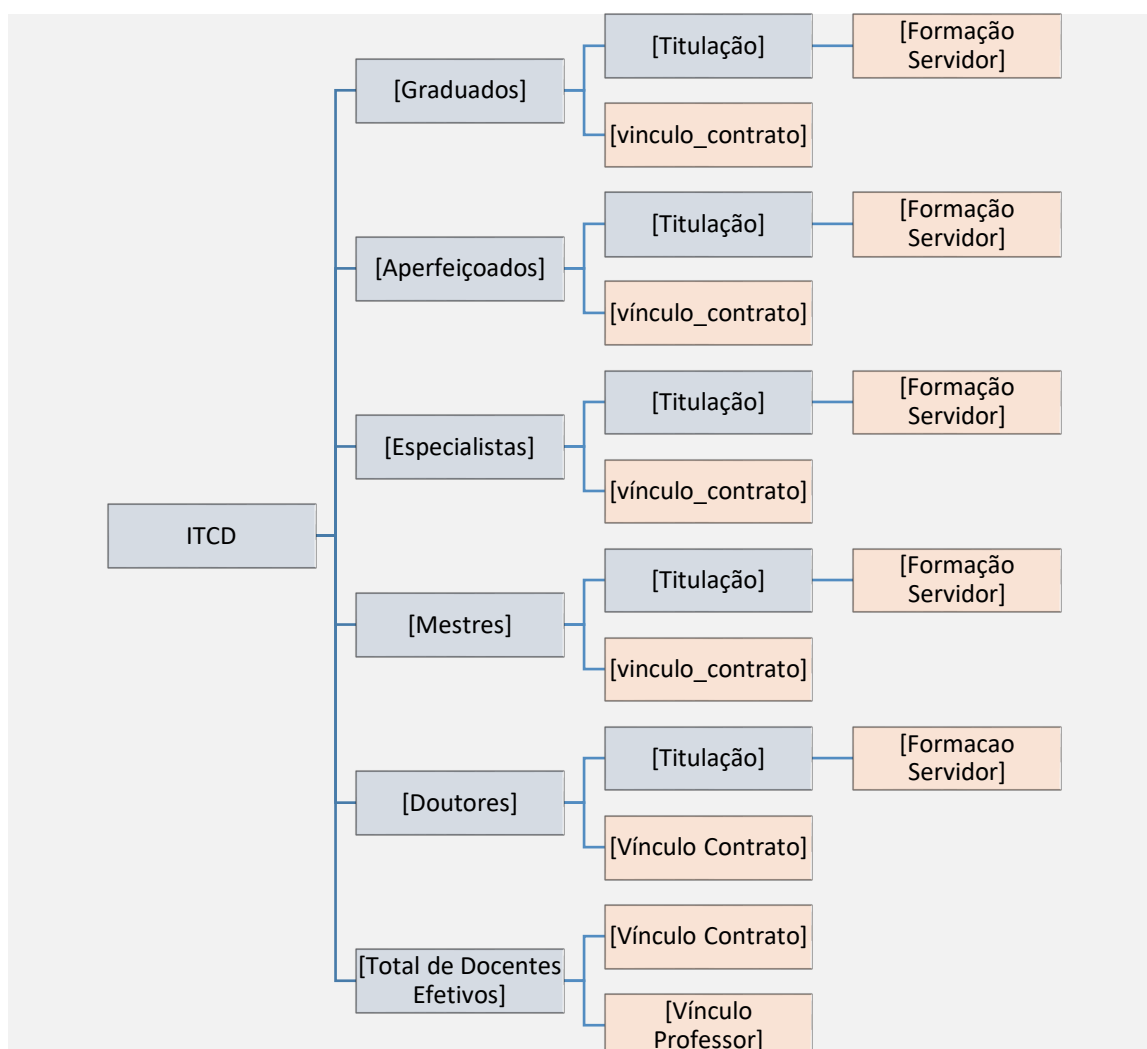 [Titulação]
[Formação
Servidor]
[Graduados]
[vinculo_contrato]
[Titulação]
[Formação
Servidor]
[Aperfeiçoados]
[vínculo_contrato]
[Titulação]
[Formação
Servidor]
[Especialistas]
[vínculo_contrato]
ITCD
[Titulação]
[Formação
Servidor]
[Mestres]
[vinculo_contrato]
[Titulação]
[Formacao
Servidor]
[Doutores]
[Vínculo Contrato]
[Vínculo Contrato]
[Total de Docentes
Efetivos]
[Vínculo
Professor]